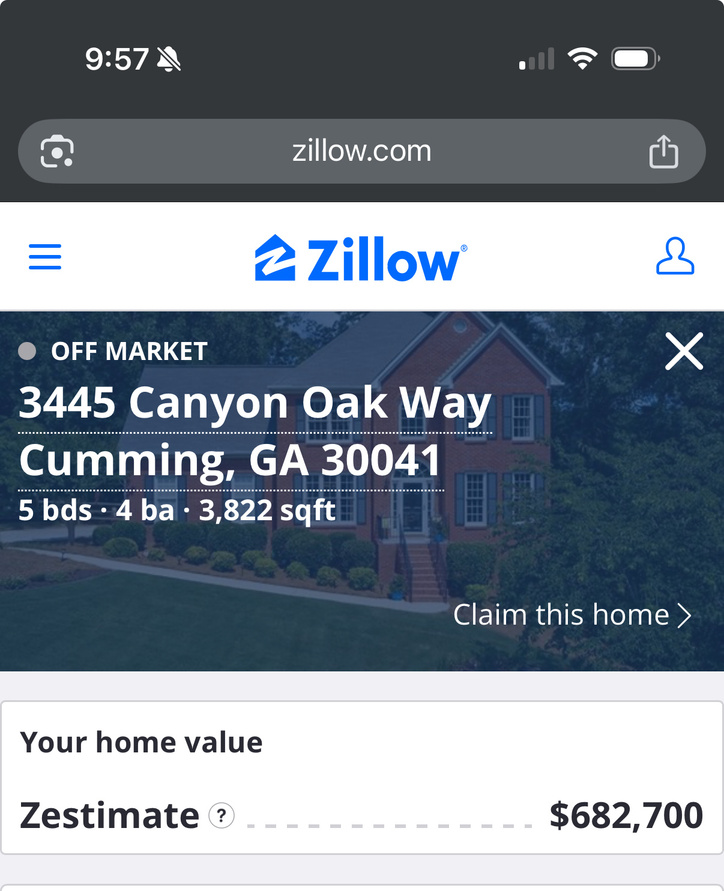 9:57
zillow.com
Zillow®
OFF MARKET
3445 Canyon Oak Way
Cumming, GA 30041
5 bds · 4 ba · 3,822 sqft
Claim this home
Your home value
Zestimate ? $682,700